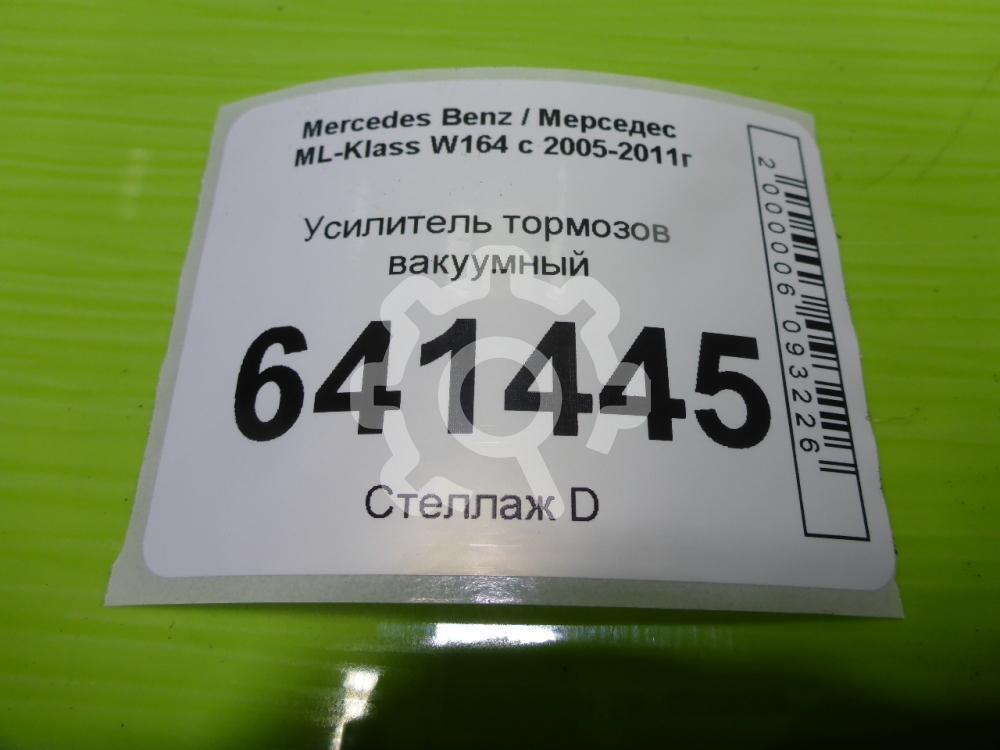 Mercedes Benz / Мерседес
ML-Klass W164 с 2005-2011г
Усилитель тормозов
вакуумный
641445
Стеллаж D
2000006093226